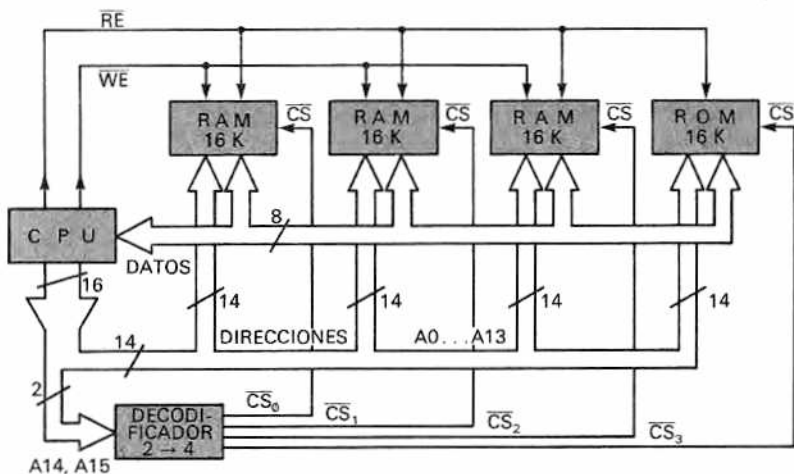 RE
WE
CS
CS
CS
CS
RAM
16 K
RAM
16 K
RAM
16 K
ROM
16 K
CPU
8
DATOS
16
14
14
14
14
14
DIRECCIONES
A0...A13
2
DECODI-
FICADOR
2 → 4
CS₀
CS₁
CS₂
CS₃
A14, A15